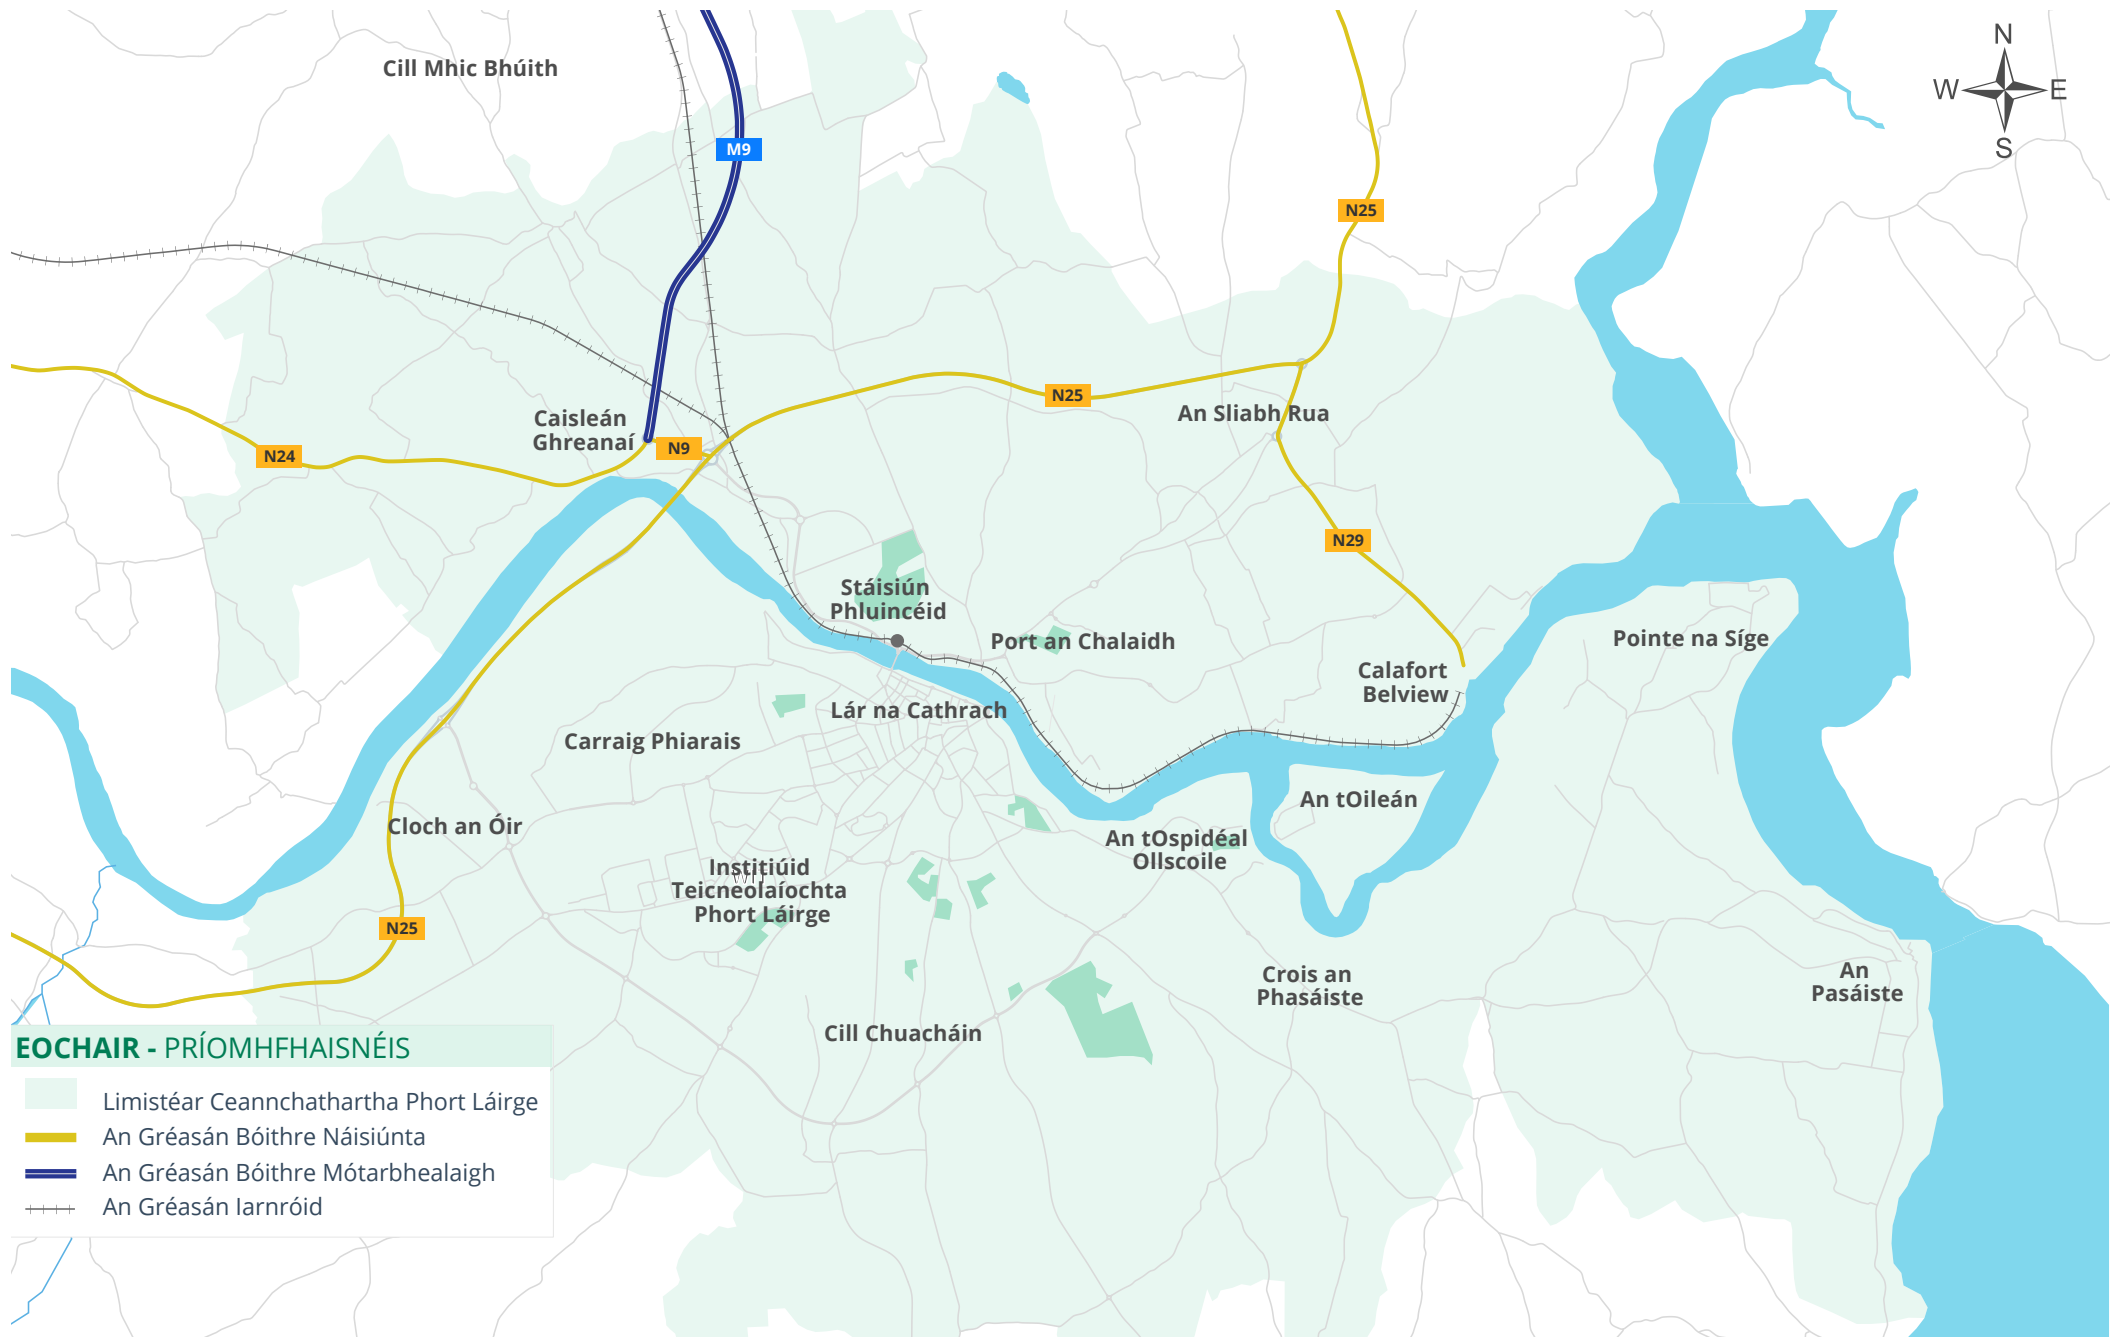 Cill Mhic Bhúith
N
W E
S
M9
N25
N25
An Sliabh Rua
Caisleán
Ghreanaí
N9
N24
N29
Stáisiún
Phluincéid
Port an Chalaidh
Pointe na Síge
Calafort
Belview
Lár na Cathrach
Carraig Phiarais
An tOileán
Cloch an Óir
An tOspidéal
Ollscoile
Institiúid
WIT
Teicneolaíochta
Phort Láirge
N25
Crois an
Phasáiste
An
Pasáiste
Cill Chuacháin
EOCHAIR - PRÍOMHFHAISNÉIS
Limistéar Ceannchathartha Phort Láirge
An Gréasán Bóithre Náisiúnta
An Gréasán Bóithre Mótarbhealaigh
An Gréasán Iarnróid